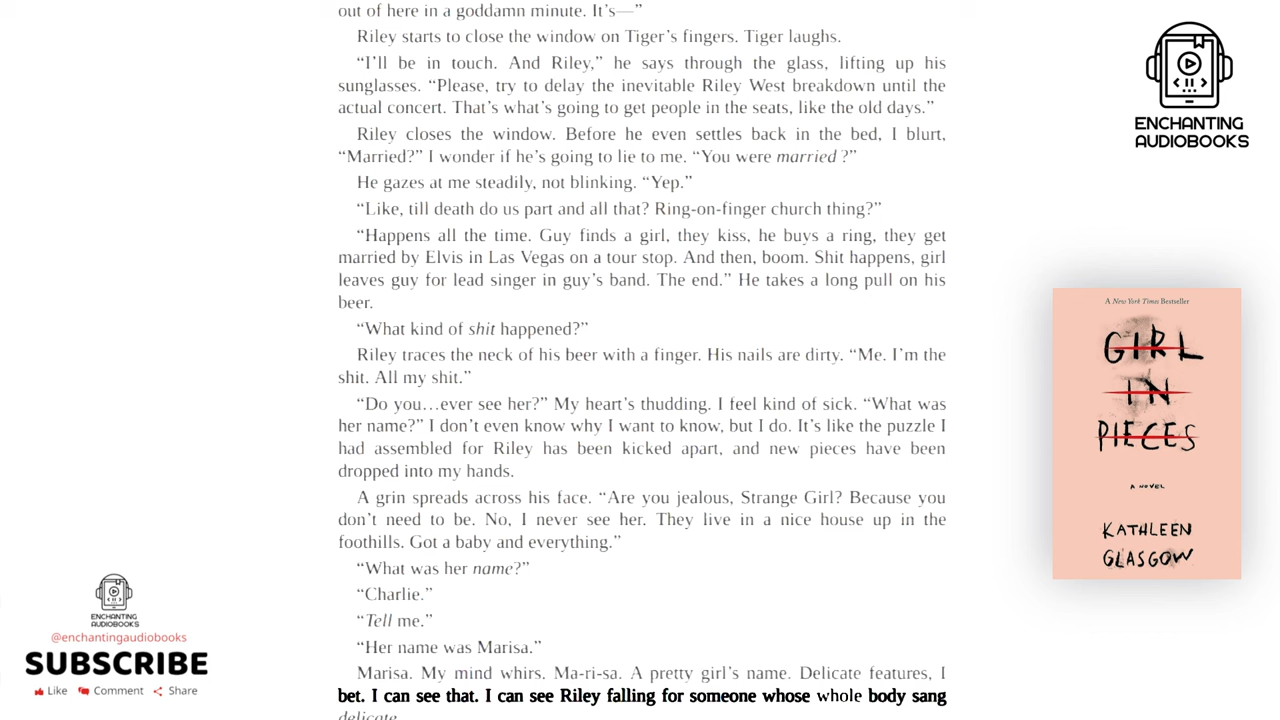 out of here in a goddamn minute. It's—”
Riley starts to close the window on Tiger’s fingers. Tiger laughs.
“I’ll be in touch. And Riley,” he says through the glass, lifting up his
sunglasses. “Please, try to delay the inevitable Riley West breakdown until the
actual concert. That’s what’s going to get people in the seats, like the old days.”
Riley closes the window. Before he even settles back in the bed, I blurt,
“Married?” I wonder if he’s going to lie to me. “You were married ?”
He gazes at me steadily, not blinking. “Yep.”
“Like, till death do us part and all that? Ring-on-finger church thing?”
“Happens all the time. Guy finds a girl, they kiss, he buys a ring, they get
married by Elvis in Las Vegas on a tour stop. And then, boom. Shit happens, girl
leaves guy for lead singer in guy’s band. The end.” He takes a long pull on his
beer.
“What kind of shit happened?”
Riley traces the neck of his beer with a finger. His nails are dirty. “Me. I’m the
shit. All my shit.”
“Do you…ever see her?” My heart’s thudding. I feel kind of sick. “What was
her name?” I don’t even know why I want to know, but I do. It’s like the puzzle I
had assembled for Riley has been kicked apart, and new pieces have been
dropped into my hands.
A grin spreads across his face. “Are you jealous, Strange Girl? Because you
don’t need to be. No, I never see her. They live in a nice house up in the
foothills. Got a baby and everything.”
“What was her name?”
“Charlie.”
“Tell me.”
“Her name was Marisa.”
Marisa. My mind whirs. Ma-ri-sa. A pretty girl’s name. Delicate features, I
bet. I can see that. I can see Riley falling for someone whose whole body sang
delicate
ENCHANTING
AUDIOBOOKS
A New York Times Bestseller
GIRL
IN
PIECES
A NOVEL
KATHLEEN
GLASGOW
ENCHANTING
AUDIOBOOKS
@enchantingaudiobooks
SUBSCRIBE
Like Comment Share